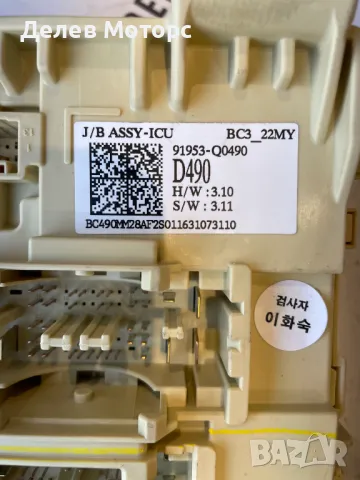 Делев Моторс
J/B ASSY-ICU BC3_22MY
91953-Q0490
D490
H/W : 3.10
S/W : 3.11
BC490MM28AF2S011631073110
검사자
이화숙
BAZAR